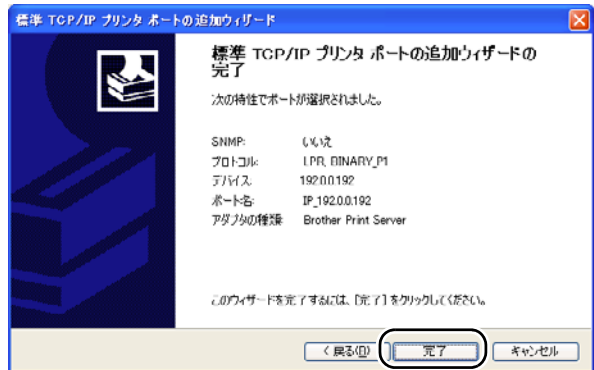 標準 TCP/IP プリンタ ポートの追加ウィザード
標準 TCP/IP プリンタ ポートの追加ウィザードの
完了
次の特性でポートが選択されました。
SNMP: いいえ
プロトコル: LPR, BINARY_P1
デバイス: 192.0.0.192
ポート名: IP_192.0.0.192
アダプタの種類: Brother Print Server
このウィザードを完了するには、[完了] をクリックしてください。
< 戻る(B)
完了
キャンセル